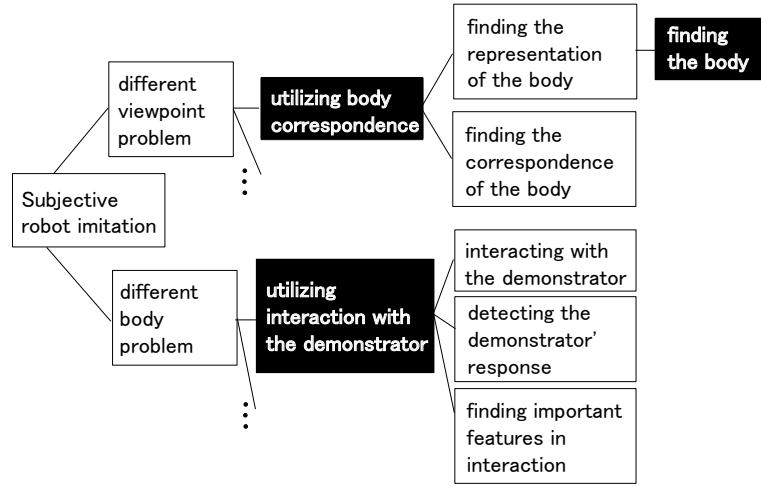 Subjective
robot imitation
different
viewpoint
problem
utilizing body
correspondence
finding the
representation
of the body
finding
the body
finding the
correspondence
of the body
different
body
problem
utilizing
interaction with
the demonstrator
interacting with
the demonstrator
detecting the
demonstrator'
response
finding important
features in
interaction